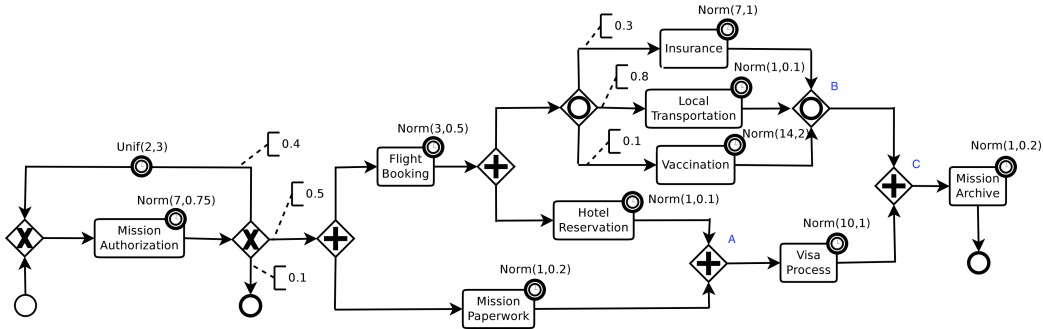 Norm(7,1)
0.3
Insurance
Norm(1,0.1)
0.8
B
Local
Transportation
Norm(3,0.5)
Norm(14,2)
0.1
Unif(2,3)
0.4
Flight
Booking
Vaccination
Norm(1,0.2)
C
Mission
Archive
0.5
Norm(7,0.75)
Norm(1,0.1)
Hotel
Reservation
Norm(10,1)
X
Mission
Authorization
X
A
Visa
Process
0.1
Norm(1,0.2)
Mission
Paperwork